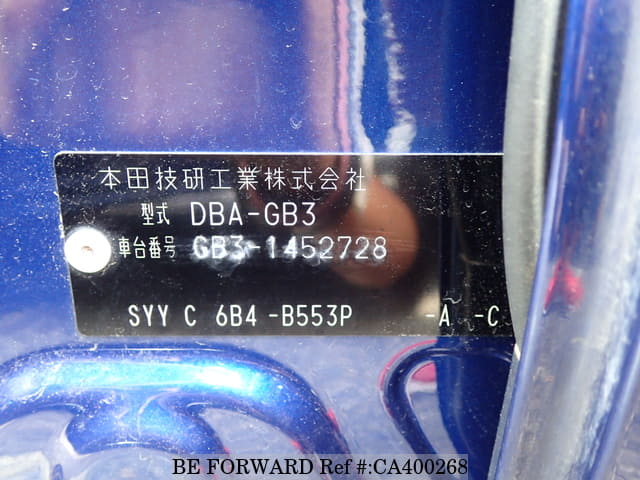 本田技研工業株式会社
型式 DBA-GB3
車台番号 GB3-1452728
SYY C 6B4 -B553P -A -C
BE FORWARD Ref #:CA400268